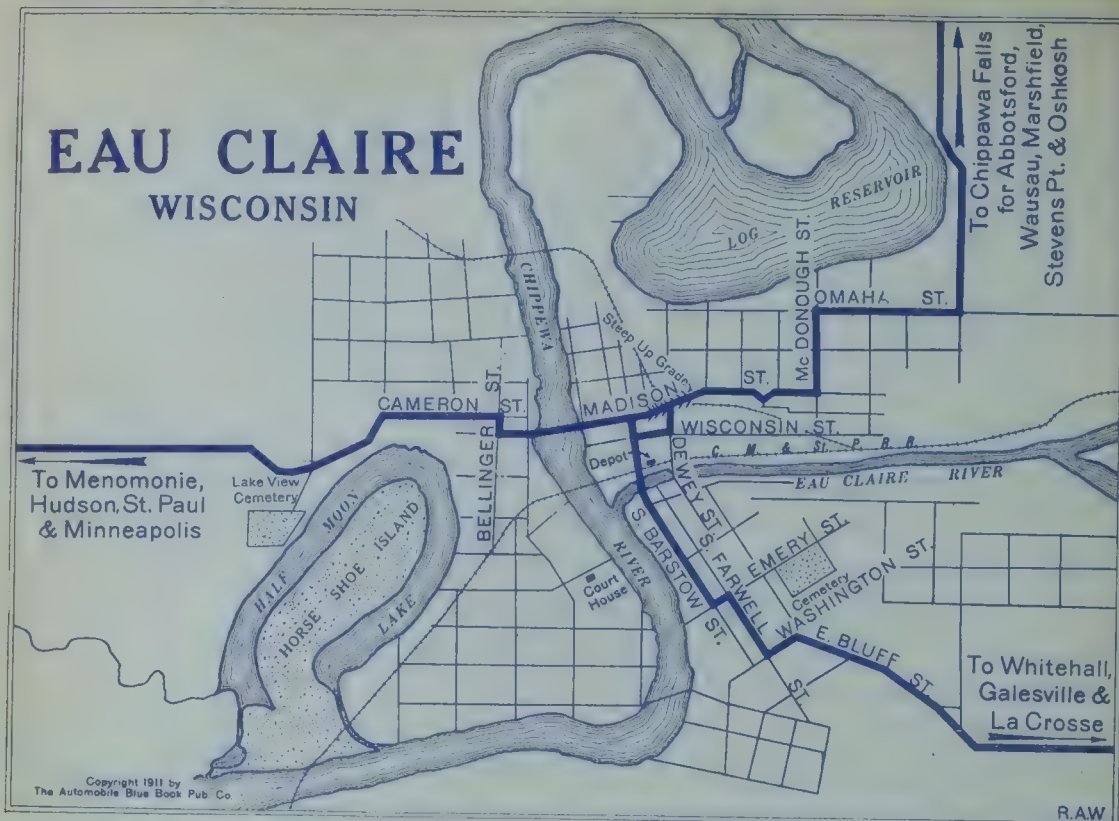 EAU CLAIRE
WISCONSIN
To Chippawa Falls
for Abbotsford,
Wausau, Marshfield,
Stevens Pt. & Oshkosh
LOG RESERVOIR
CHIPPEWA
RIVER
Mc DONOUGH ST.
OMAHA ST.
Steep Up Grade
MADISON ST.
CAMERON ST.
BELLINGER ST.
WISCONSIN ST.
C. M. & St. P. R.R.
Depot
DEWEY ST.
EAU CLAIRE RIVER
To Menomonie,
Hudson, St. Paul
& Minneapolis
Lake View
Cemetery
HALF MOON
LAKE
HORSE SHOE ISLAND
S. BARSTOW ST.
S. FARWELL ST.
EMERY ST.
Cemetery
WASHINGTON ST.
Court
House
E. BLUFF ST.
To Whitehall,
Galesville &
La Crosse
Copyright 1911 by
The Automobile Blue Book Pub. Co.
R.A.W